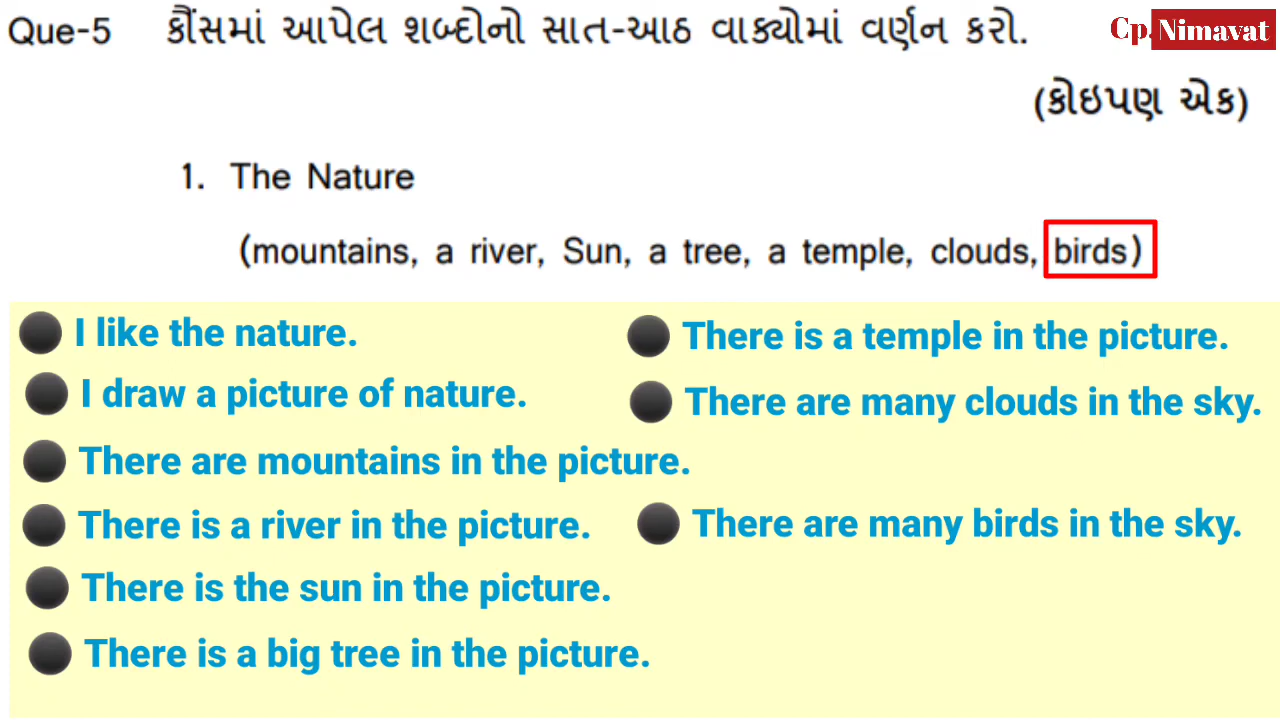 Que-5 કૌંસમાં આપેલ શબ્દોનો સાત-આઠ વાક્યોમાં વર્ણન કરો.
Cp. Nimavat
(કોઇપણ એક)
1. The Nature
(mountains, a river, Sun, a tree, a temple, clouds, birds)
I like the nature.
I draw a picture of nature.
There are mountains in the picture.
There is a river in the picture.
There is the sun in the picture.
There is a big tree in the picture.
There is a temple in the picture.
There are many clouds in the sky.
There are many birds in the sky.